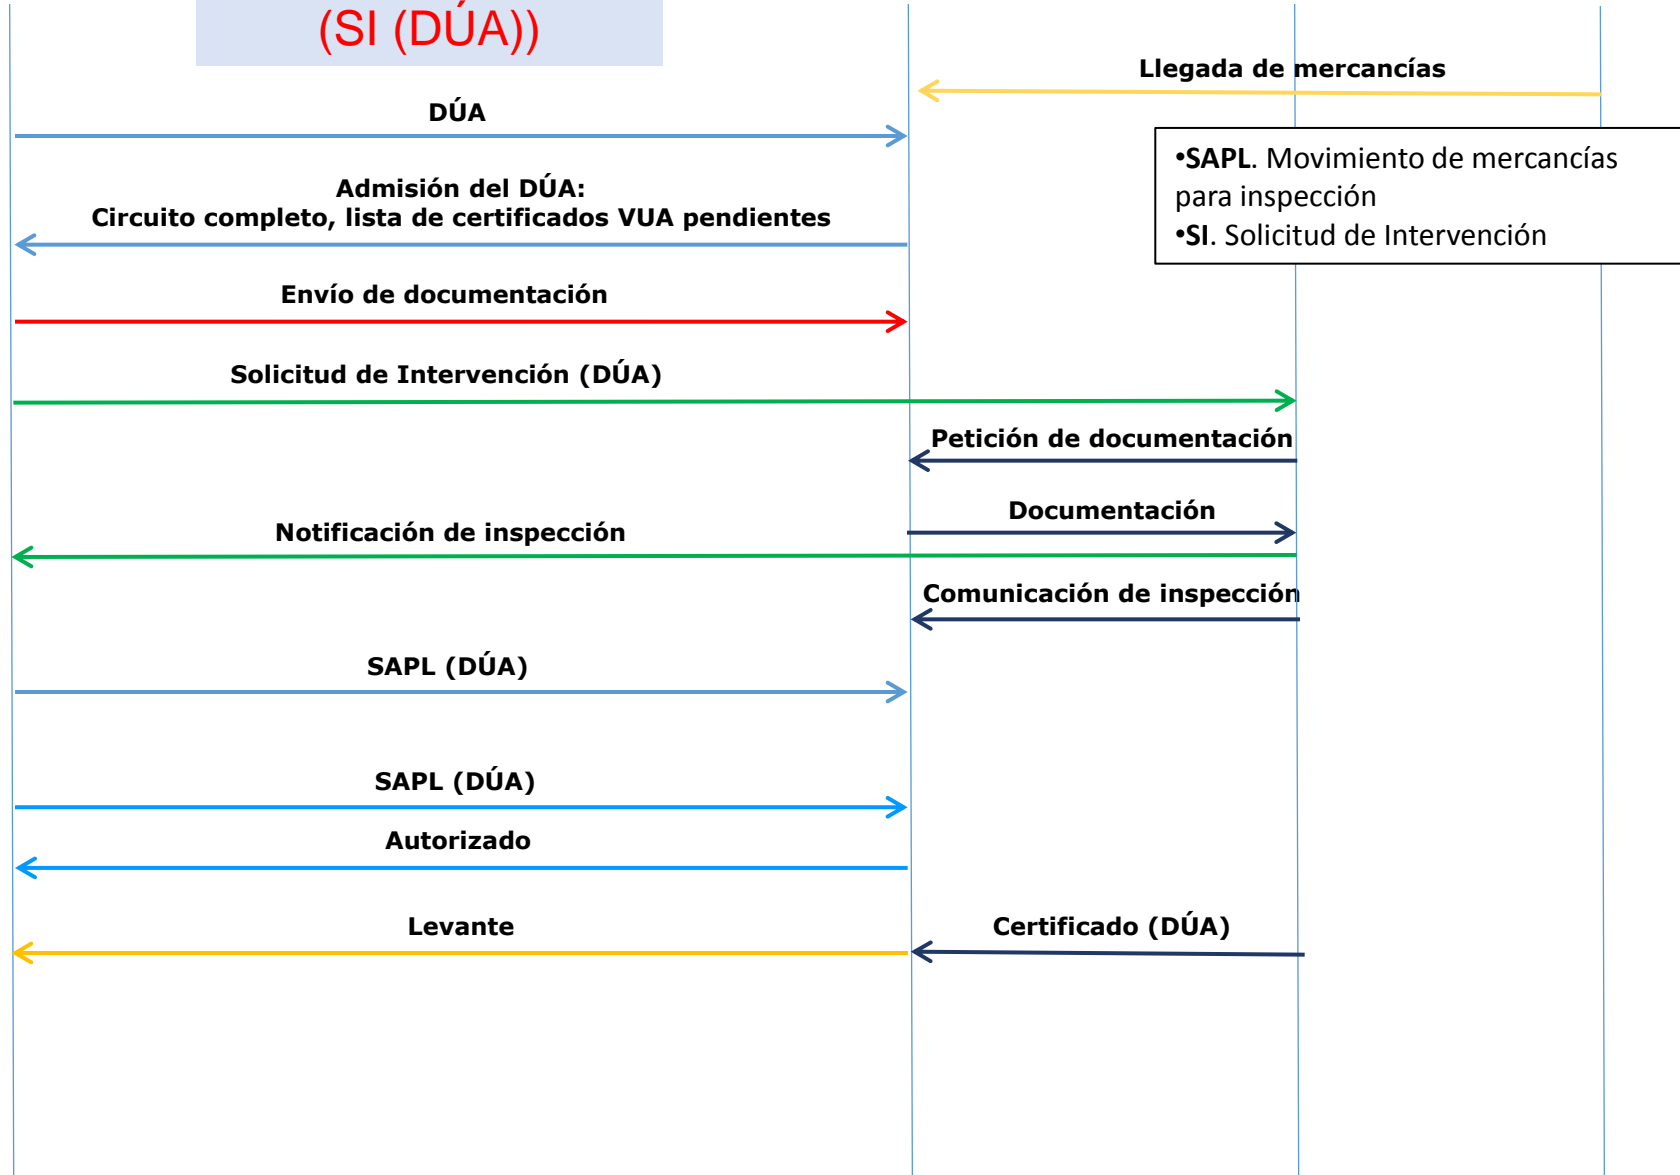 (SI (DÚA))
Llegada de mercancías
DÚA
•SAPL. Movimiento de mercancías
para inspección
•SI. Solicitud de Intervención
Admisión del DÚA:
Circuito completo, lista de certificados VUA pendientes
Envío de documentación
Solicitud de Intervención (DÚA)
Petición de documentación
Documentación
Notificación de inspección
Comunicación de inspección
SAPL (DÚA)
SAPL (DÚA)
Autorizado
Levante
Certificado (DÚA)